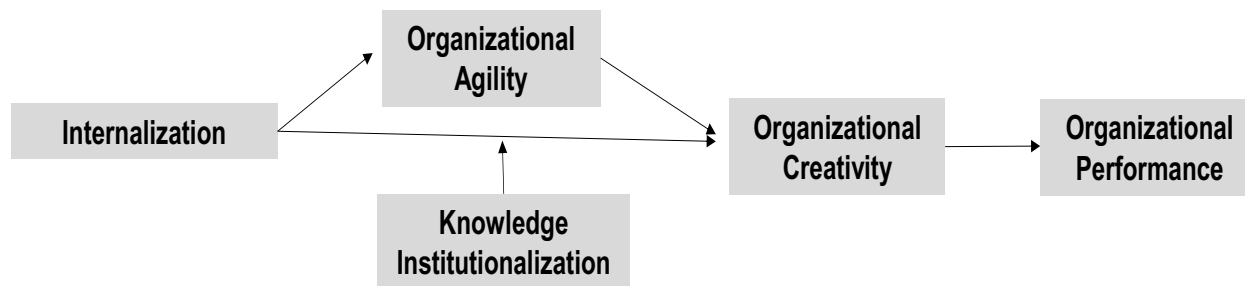 Organizational
Agility
Internalization
Organizational
Creativity
Organizational
Performance
Knowledge
Institutionalization